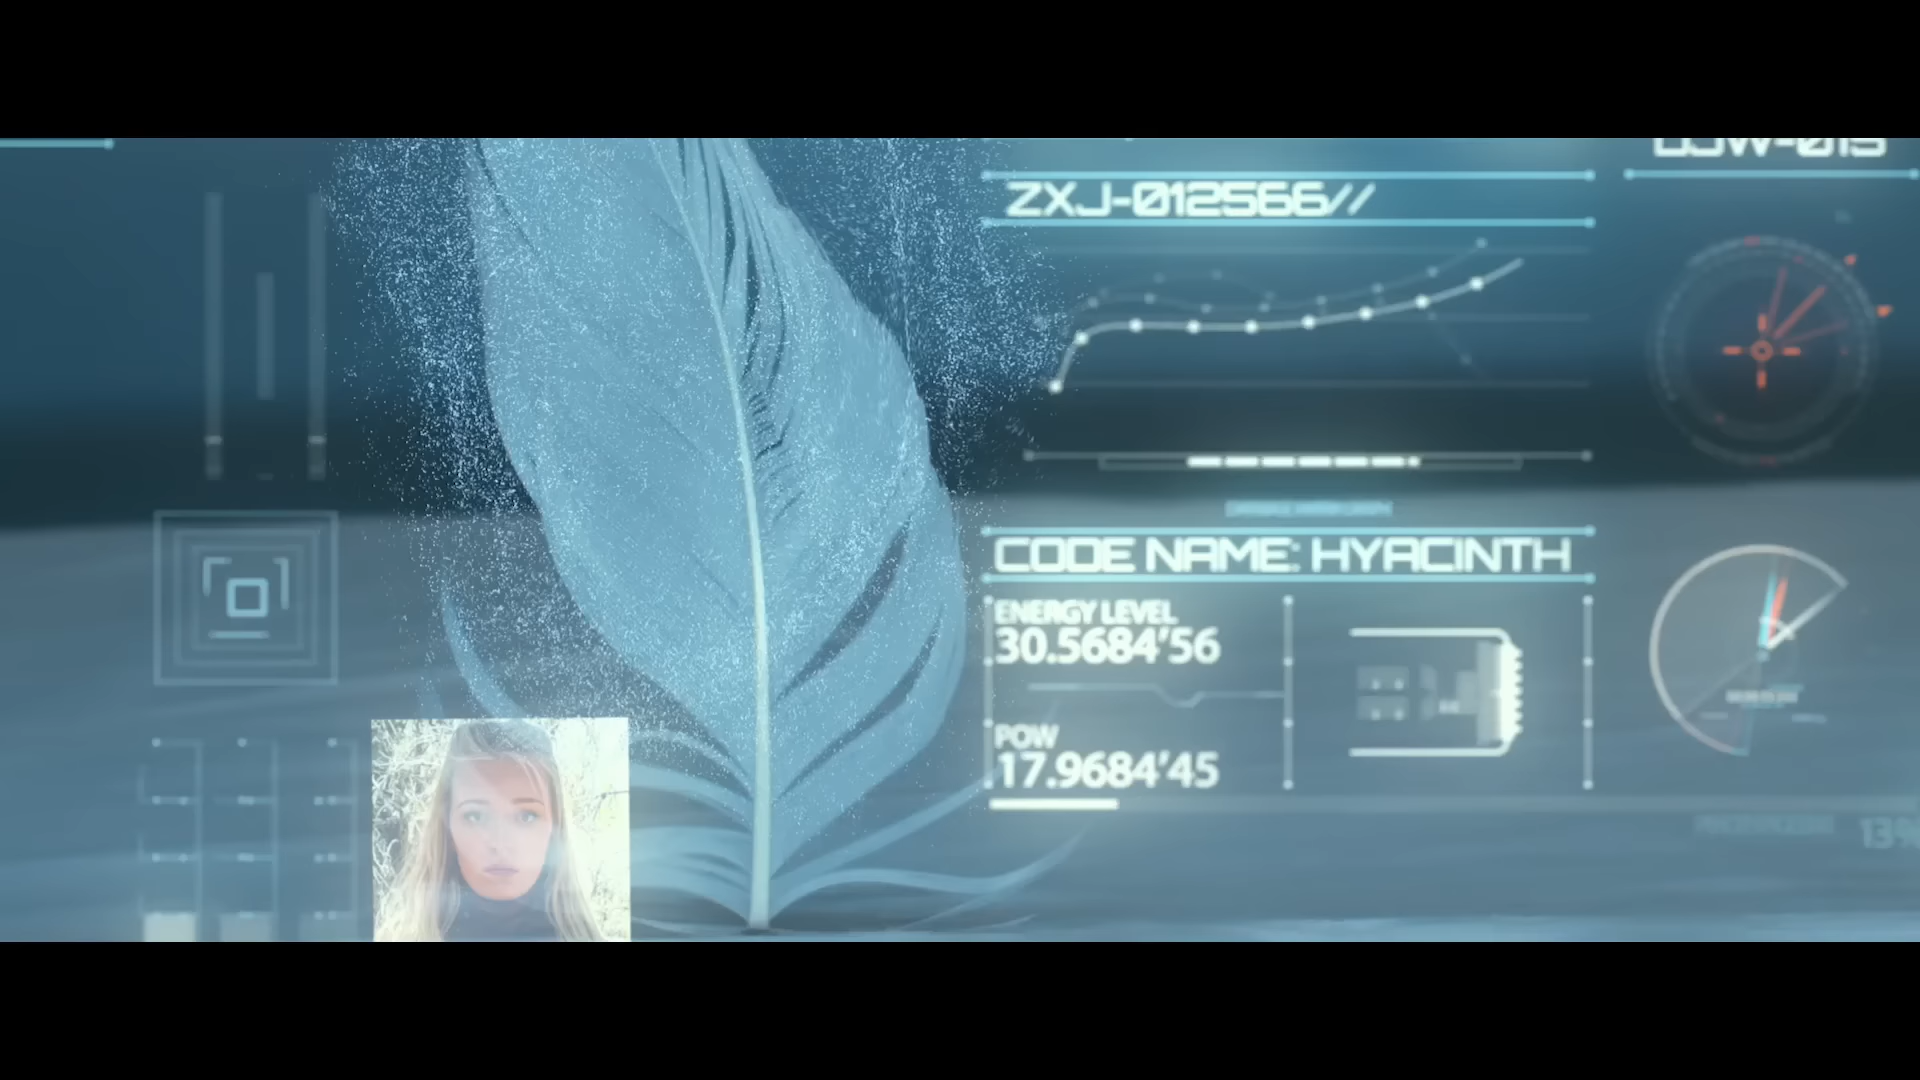 ZXJ-012566//
CODE NAME: HYACINTH
ENERGY LEVEL
30.5684'56
POW
17.9684'45